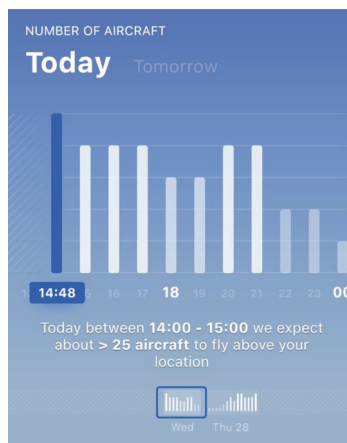 NUMBER OF AIRCRAFT
Today Tomorrow
14:48 16 17 18 19 20 21 22 23 00
Today between 14:00 - 15:00 we expect
about > 25 aircraft to fly above your
location
Wed Thu 28